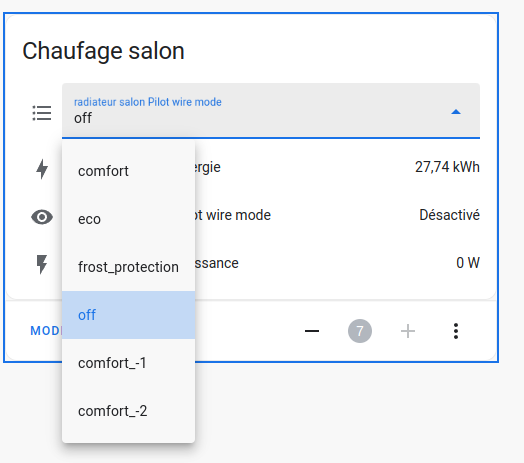 Chaufage salon
radiateur salon Pilot wire mode
off
comfort
ergie 27,74 kWh
eco
ot wire mode Désactivé
frost_protection
ssance 0 W
off
MOD
7
comfort_-1
comfort_-2